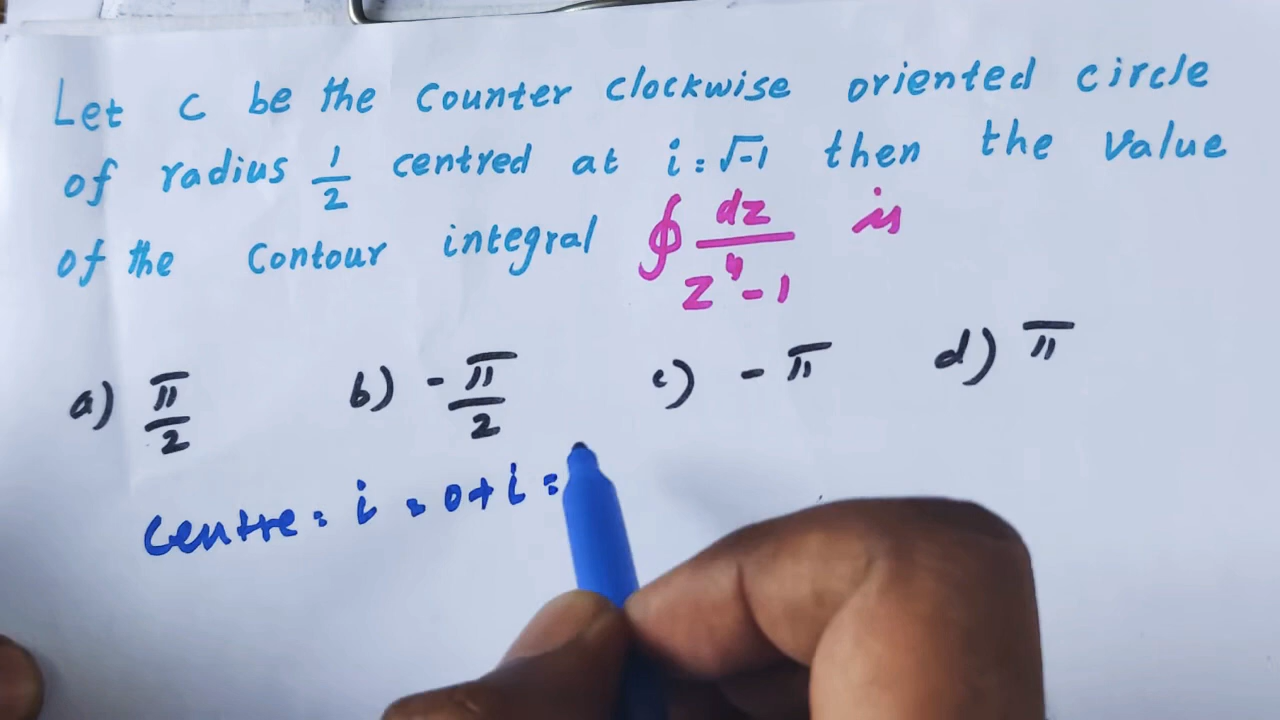 Let C be the Counter clockwise oriented circle
of radius 1/2 centred at i = √-1 then the value
of the Contour integral ∮ dz/(z⁴-1) is
a) π/2 b) -π/2 c) -π d) π
Centre = i = 0+i =